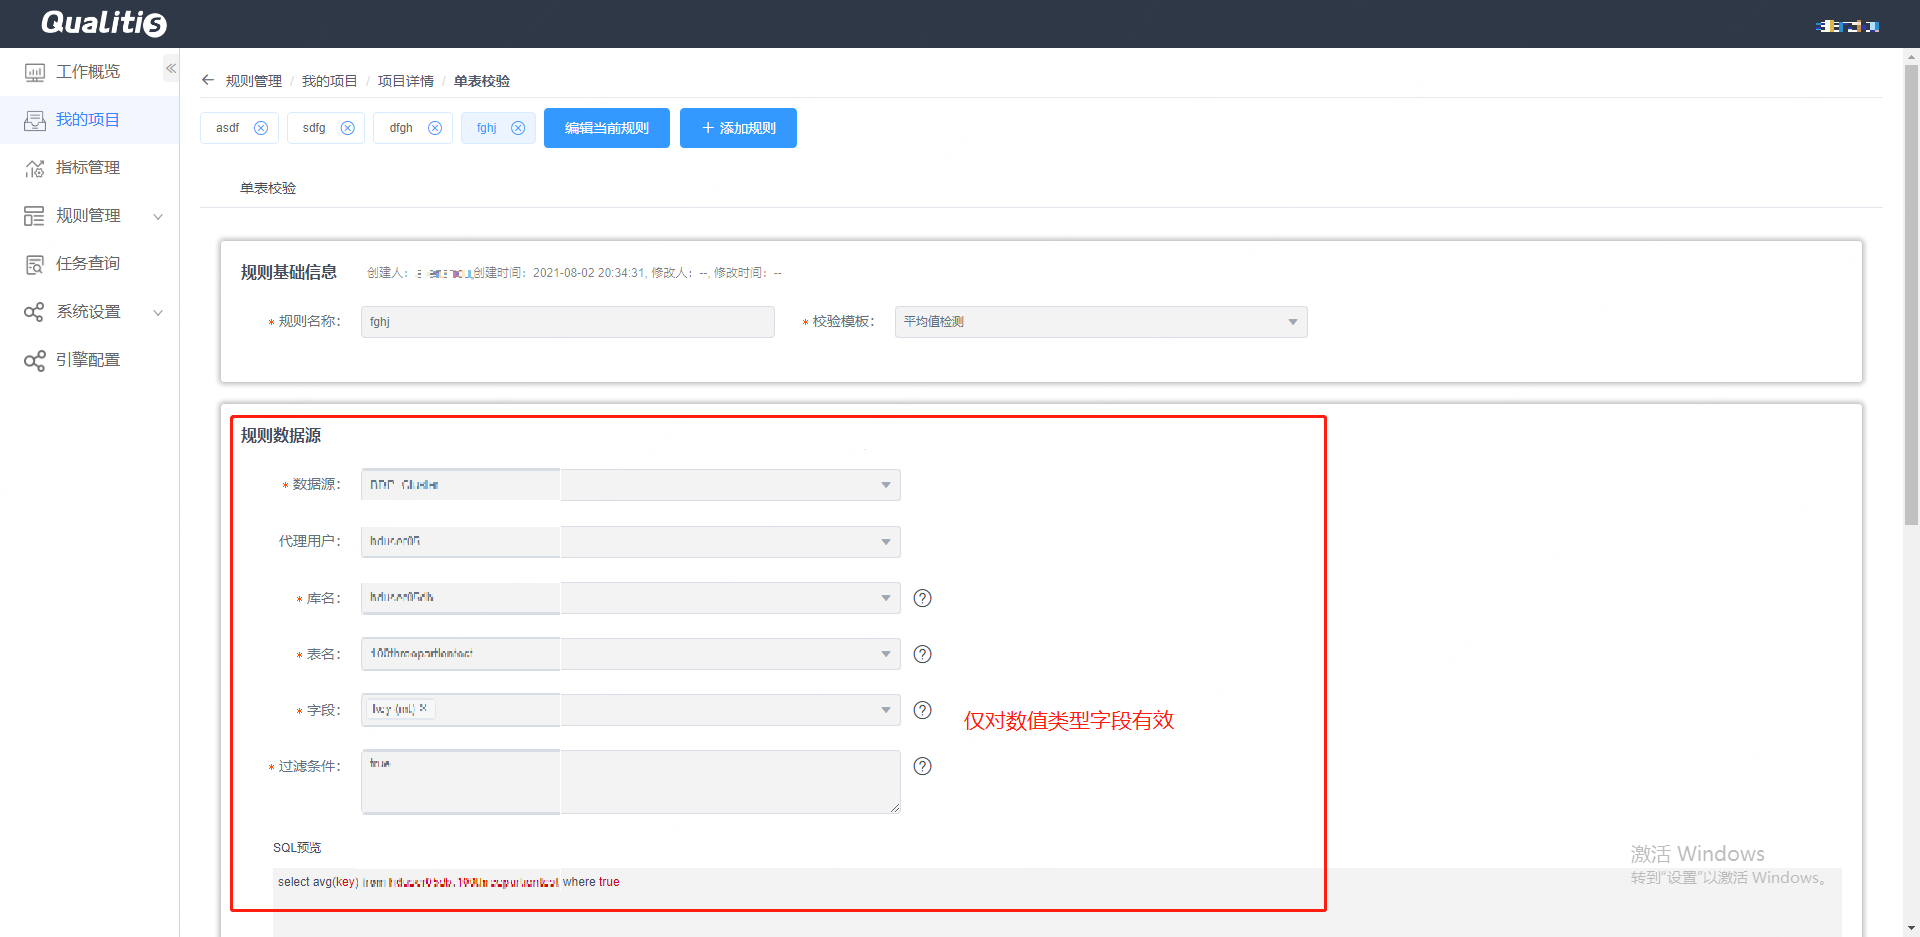 Qualitis
工作概览
我的项目
指标管理
规则管理
任务查询
系统设置
引擎配置
规则管理 / 我的项目 / 项目详情 / 单表校验
asdf sdfg dfgh fghj 编辑当前规则 + 添加规则
单表校验
规则基础信息 创建人: 创建时间: 2021-08-02 20:34:31, 修改人: --, 修改时间: --
* 规则名称: fghj * 校验模板: 平均值检测
规则数据源
* 数据源:
代理用户:
* 库名:
* 表名:
* 字段: key (int) ×
仅对数值类型字段有效
* 过滤条件: true
SQL预览
select avg(key) from where true
激活 Windows
转到“设置”以激活 Windows。